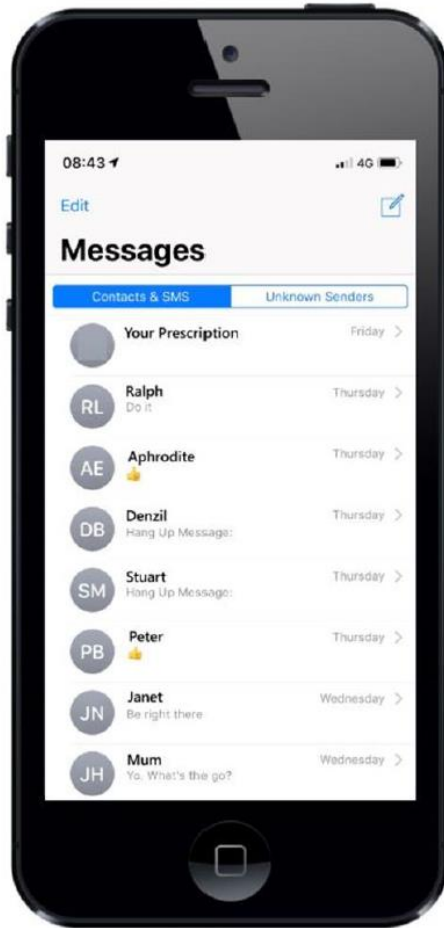 08:43 4G
Edit
Messages
Contacts & SMS Unknown Senders
Your Prescription Friday
RL Ralph Thursday
Do it
AE Aphrodite Thursday
👍
DB Denzil Thursday
Hang Up Message:
SM Stuart Thursday
Hang Up Message:
PB Peter Thursday
👍
JN Janet Wednesday
Be right there
JH Mum Wednesday
Yo. What's the go?